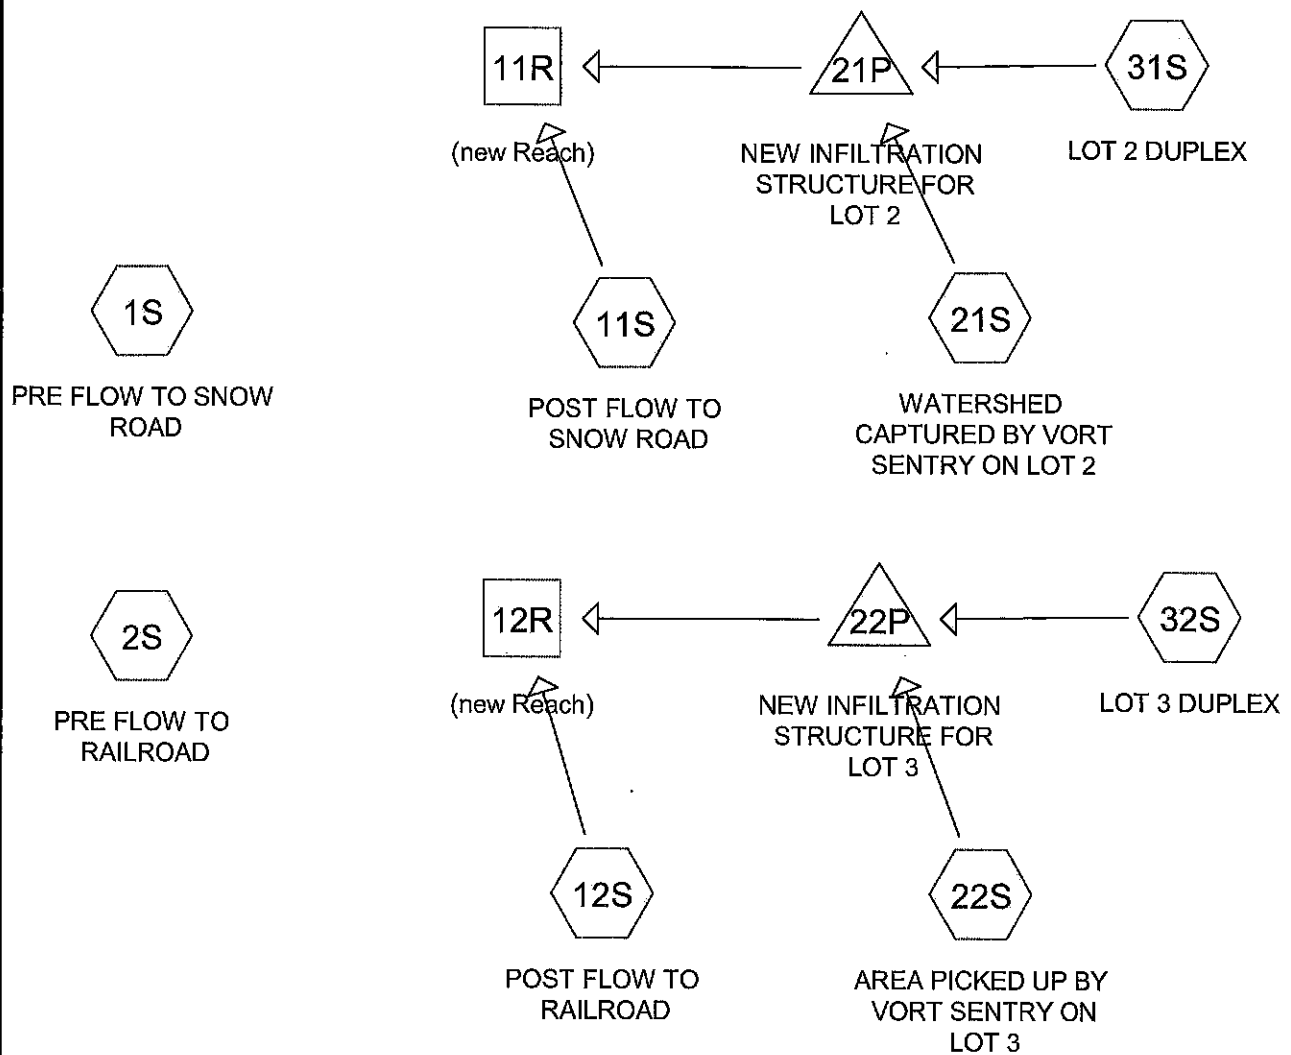 11R
21P
31S
(new Reach)
NEW INFILTRATION
STRUCTURE FOR
LOT 2
LOT 2 DUPLEX
1S
PRE FLOW TO SNOW
ROAD
11S
POST FLOW TO
SNOW ROAD
21S
WATERSHED
CAPTURED BY VORT
SENTRY ON LOT 2
12R
22P
32S
(new Reach)
NEW INFILTRATION
STRUCTURE FOR
LOT 3
LOT 3 DUPLEX
2S
PRE FLOW TO
RAILROAD
12S
POST FLOW TO
RAILROAD
22S
AREA PICKED UP BY
VORT SENTRY ON
LOT 3